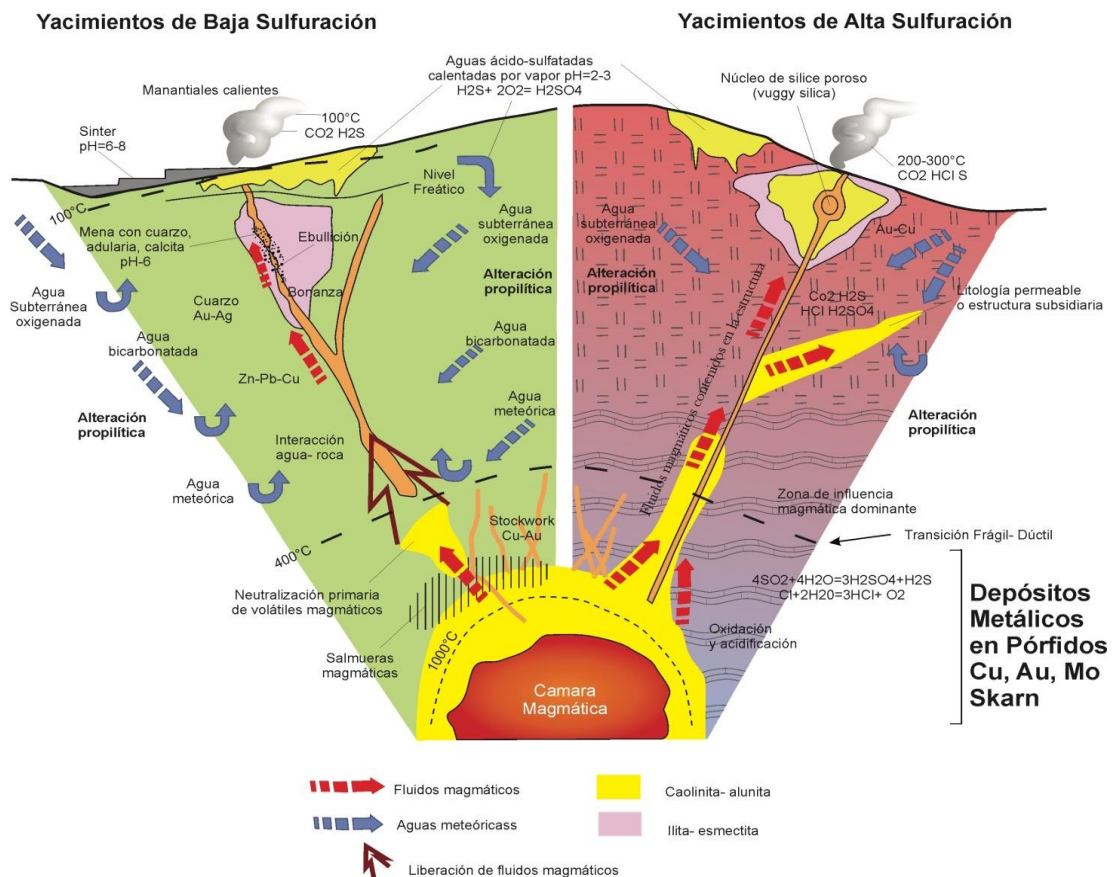 Yacimientos de Baja Sulfuración
Yacimientos de Alta Sulfuración
Aguas ácido-sulfatadas
calentadas por vapor pH=2-3
H2S+ 2O2= H2SO4
Manantiales calientes
100°C
CO2 H2S
Sinter
pH=6-8
Nivel
Freático
100°C
Mena con cuarzo,
adularia, calcita
pH-6
Ebullición
Agua
subterránea
oxigenada
Agua
Subterránea
oxigenada
Bonanza
Cuarzo
Au-Ag
Alteración
propilítica
Agua
bicarbonatada
Agua
bicarbonatada
Zn-Pb-Cu
Alteración
propilítica
Agua
meteórica
Interacción
agua- roca
Agua
meteórica
Stockwork
Cu-Au
400°C
Neutralización primaria
de volátiles magmáticos
Salmueras
magmáticas
1000°C
Camara
Magmática
Núcleo de silice poroso
(vuggy silica)
200-300°C
CO2 HCl S
Agua
subterránea
oxigenada
Au-Cu
Alteración
propilítica
Co2 H2S
HCl H2SO4
Litología permeable
o estructura subsidiaria
Fluidos magmáticos contenidos en la estructura
Alteración
propilítica
Zona de influencia
magmática dominante
Transición Frágil- Dúctil
4SO2+4H2O=3H2SO4+H2S
Cl+2H20=3HCl+ O2
Oxidación
y acidificación
Depósitos
Metálicos
en Pórfidos
Cu, Au, Mo
Skarn
Fluidos magmáticos
Caolinita- alunita
Aguas meteóricass
Ilita- esmectita
Liberación de fluidos magmáticos